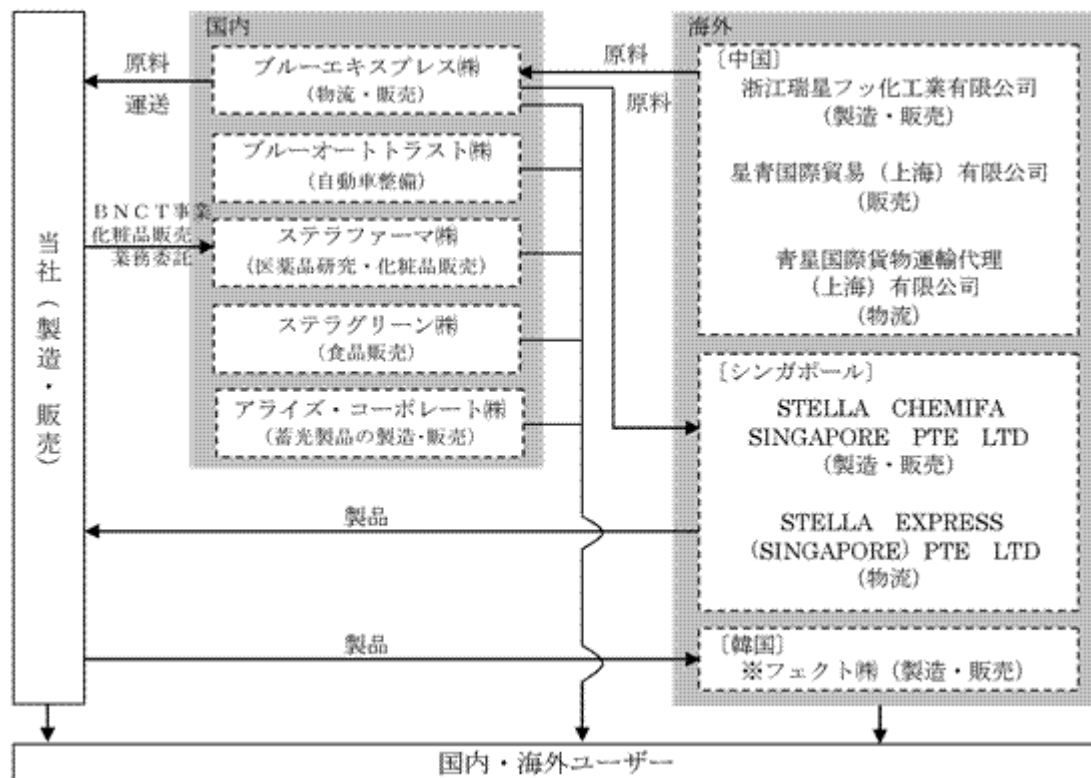 国内
海外
原料
運送
ブルーエキスプレス㈱
(物流・販売)
原料
原料
[中国]
浙江瑞星フッ化工業有限公司
(製造・販売)
星青国際貿易(上海)有限公司
(販売)
青星国際貨物運輸代理
(上海)有限公司
(物流)
ブルーオートトラスト㈱
(自動車整備)
BNCT事業
化粧品販売
業務委託
ステラファーマ㈱
(医薬品研究・化粧品販売)
ステラグリーン㈱
(食品販売)
アライズ・コーポレート㈱
(蓄光製品の製造・販売)
当社(製造・販売)
[シンガポール]
STELLA CHEMIFA
SINGAPORE PTE LTD
(製造・販売)
STELLA EXPRESS
(SINGAPORE) PTE LTD
(物流)
製品
製品
[韓国]
※フェクト㈱(製造・販売)
国内・海外ユーザー